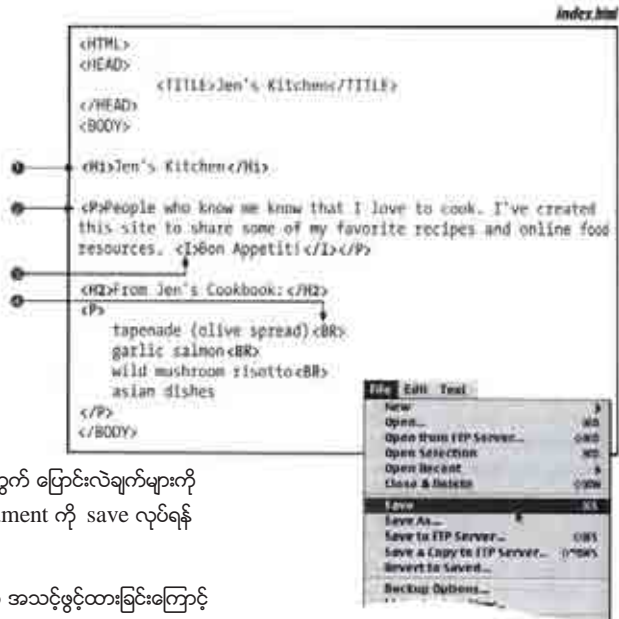 index.html
<HTML>
<HEAD>
<TITLE>Jen's Kitchen</TITLE>
</HEAD>
<BODY>
<H1>Jen's Kitchen</H1>
<P>People who know me know that I love to cook. I've created
this site to share some of my favorite recipes and online food
resources. <I>Bon Appetit!</I></P>
<H2>From Jen's Cookbook:</H2>
<P>
tapenade (olive spread)<BR>
garlic salmon<BR>
wild mushroom risotto<BR>
asian dishes
</P>
</BODY>
File Edit Text
New
Open...
Open from FTP Server...
Open Selection
Open Recent
Close & Delete
Save
Save As...
Save to FTP Server...
Save a Copy to FTP Server...
Revert to Saved...
Backup Options...
ပြောင်းလဲချက်များကို
ကို save လုပ်ရန်
အသင့်ဖွင့်ထားခြင်းကြောင့်